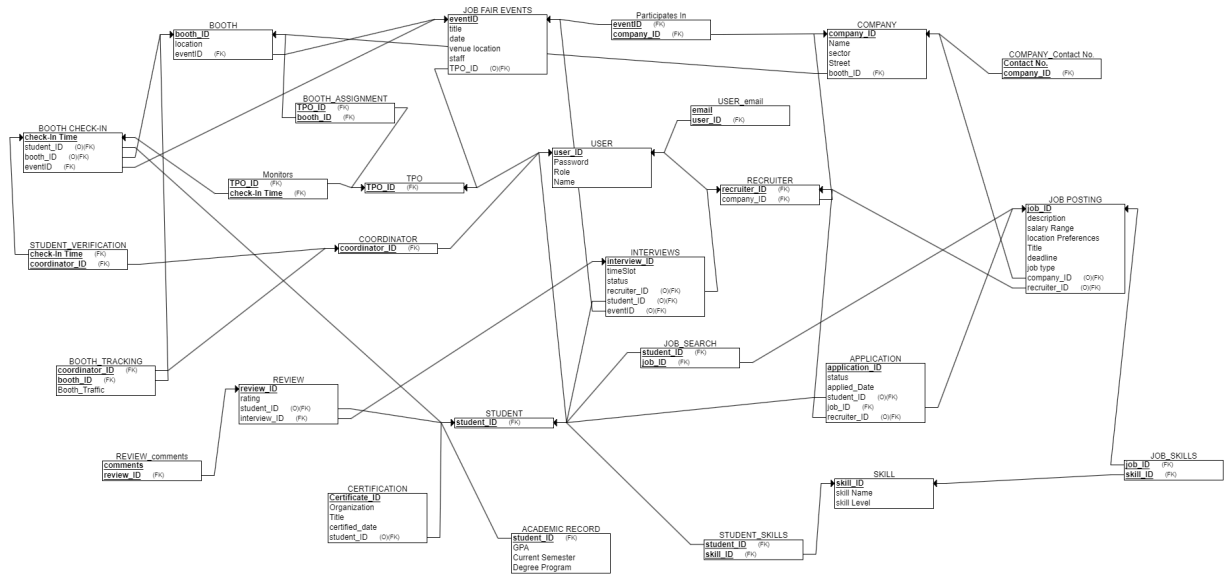 BOOTH
booth_ID (FK)
location
eventID (FK)
JOB FAIR EVENTS
eventID
title
date
venue location
staff
TPO_ID (O)(FK)
Participates In
eventID (FK)
company_ID (FK)
COMPANY
company_ID
Name
sector
Street
booth_ID (FK)
COMPANY_Contact No.
Contact No.
company_ID (FK)
BOOTH_ASSIGNMENT
TPO_ID (FK)
booth_ID (FK)
USER_email
email
user_ID (FK)
BOOTH CHECK-IN
check-In Time
student_ID (O)(FK)
booth_ID (O)(FK)
eventID (FK)
USER
user_ID
Password
Role
Name
Monitors
TPO_ID (FK)
check-In Time (FK)
TPO
TPO_ID (FK)
RECRUITER
recruiter_ID (FK)
company_ID (FK)
JOB POSTING
job_ID
description
salary Range
location Preferences
Title
deadline
job type
company_ID (O)(FK)
recruiter_ID (O)(FK)
STUDENT_VERIFICATION
check-In Time (FK)
coordinator_ID (FK)
COORDINATOR
coordinator_ID (FK)
INTERVIEWS
interview_ID
timeSlot
status
recruiter_ID (O)(FK)
student_ID (O)(FK)
eventID (O)(FK)
JOB_SEARCH
student_ID (FK)
job_ID (FK)
BOOTH_TRACKING
coordinator_ID (FK)
booth_ID (FK)
Booth_Traffic
REVIEW
review_ID
rating
student_ID (O)(FK)
interview_ID (FK)
APPLICATION
application_ID
status
applied_Date
student_ID (O)(FK)
job_ID (FK)
recruiter_ID (O)(FK)
STUDENT
student_ID (FK)
REVIEW_comments
comments
review_ID (FK)
JOB_SKILLS
job_ID (FK)
skill_ID (FK)
SKILL
skill_ID
skill Name
skill Level
CERTIFICATION
Certificate_ID
Organization
Title
certified_date
student_ID (O)(FK)
ACADEMIC RECORD
student_ID (FK)
GPA
Current Semester
Degree Program
STUDENT_SKILLS
student_ID (FK)
skill_ID (FK)